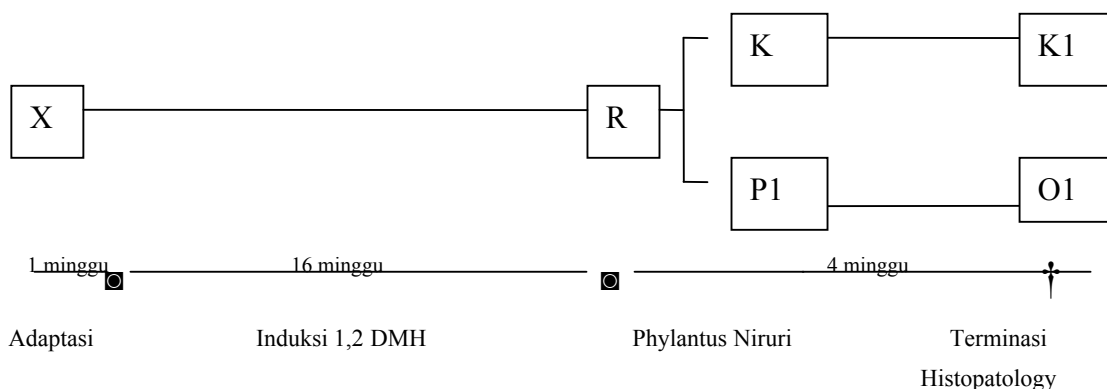 K K1
X R
P1 O1
1 minggu 16 minggu 4 minggu
Adaptasi Induksi 1,2 DMH Phylantus Niruri Terminasi
Histopatology